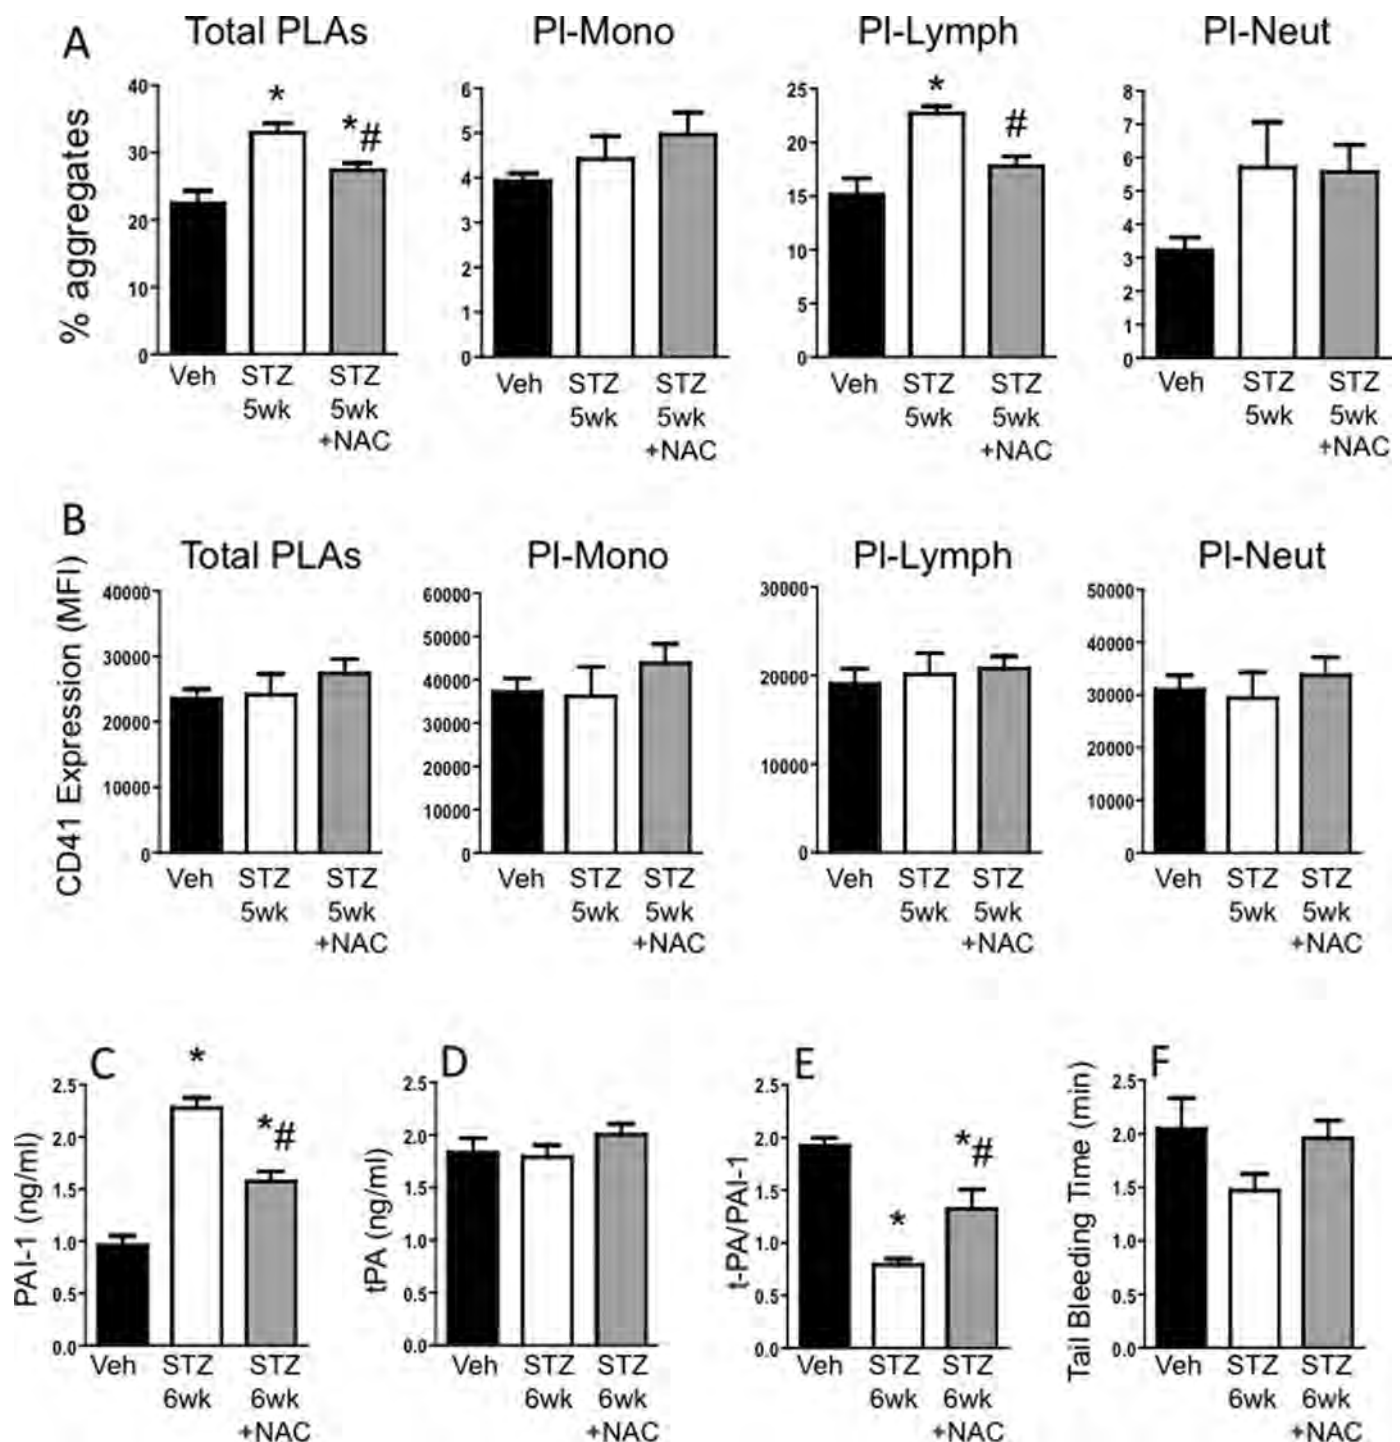 A
Total PLAs
Pl-Mono
Pl-Lymph
Pl-Neut
% aggregates
40
30
20
10
0
*
*#
Veh STZ STZ
5wk 5wk
+NAC
6
5
4
3
2
1
0
Veh STZ STZ
5wk 5wk
+NAC
25
20
15
10
5
0
*
#
Veh STZ STZ
5wk 5wk
+NAC
8
7
6
5
4
3
2
1
0
Veh STZ STZ
5wk 5wk
+NAC
B
Total PLAs
Pl-Mono
Pl-Lymph
Pl-Neut
CD41 Expression (MFI)
40000
30000
20000
10000
0
Veh STZ STZ
5wk 5wk
+NAC
60000
50000
40000
30000
20000
10000
0
Veh STZ STZ
5wk 5wk
+NAC
30000
20000
10000
0
Veh STZ STZ
5wk 5wk
+NAC
50000
40000
30000
20000
10000
0
Veh STZ STZ
5wk 5wk
+NAC
C
PAI-1 (ng/ml)
2.5
2.0
1.5
1.0
0.5
0.0
*
*#
Veh STZ STZ
6wk 6wk
+NAC
D
tPA (ng/ml)
2.5
2.0
1.5
1.0
0.5
0.0
Veh STZ STZ
6wk 6wk
+NAC
E
t-PA/PAI-1
2.5
2.0
1.5
1.0
0.5
0.0
*
*#
Veh STZ STZ
6wk 6wk
+NAC
F
Tail Bleeding Time (min)
2.5
2.0
1.5
1.0
0.5
0.0
Veh STZ STZ
6wk 6wk
+NAC